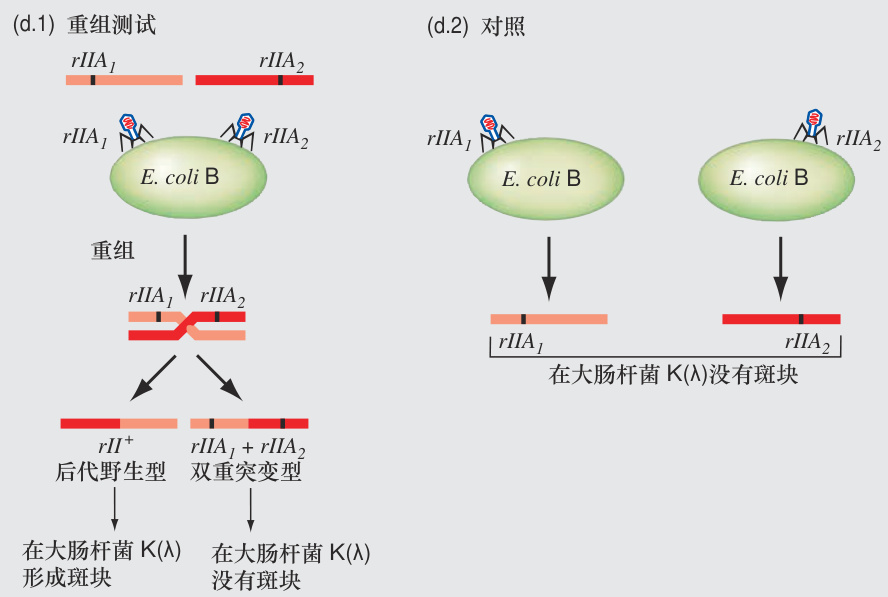 (d.1) 重组测试
rIIA1 rIIA2
rIIA1 rIIA2
E. coli B
重组
rIIA1 rIIA2
rII+
后代野生型
在大肠杆菌 K(λ)
形成斑块
rIIA1 + rIIA2
双重突变型
在大肠杆菌 K(λ)
没有斑块
(d.2) 对照
rIIA1
E. coli B
rIIA2
E. coli B
rIIA1 rIIA2
在大肠杆菌 K(λ)没有斑块